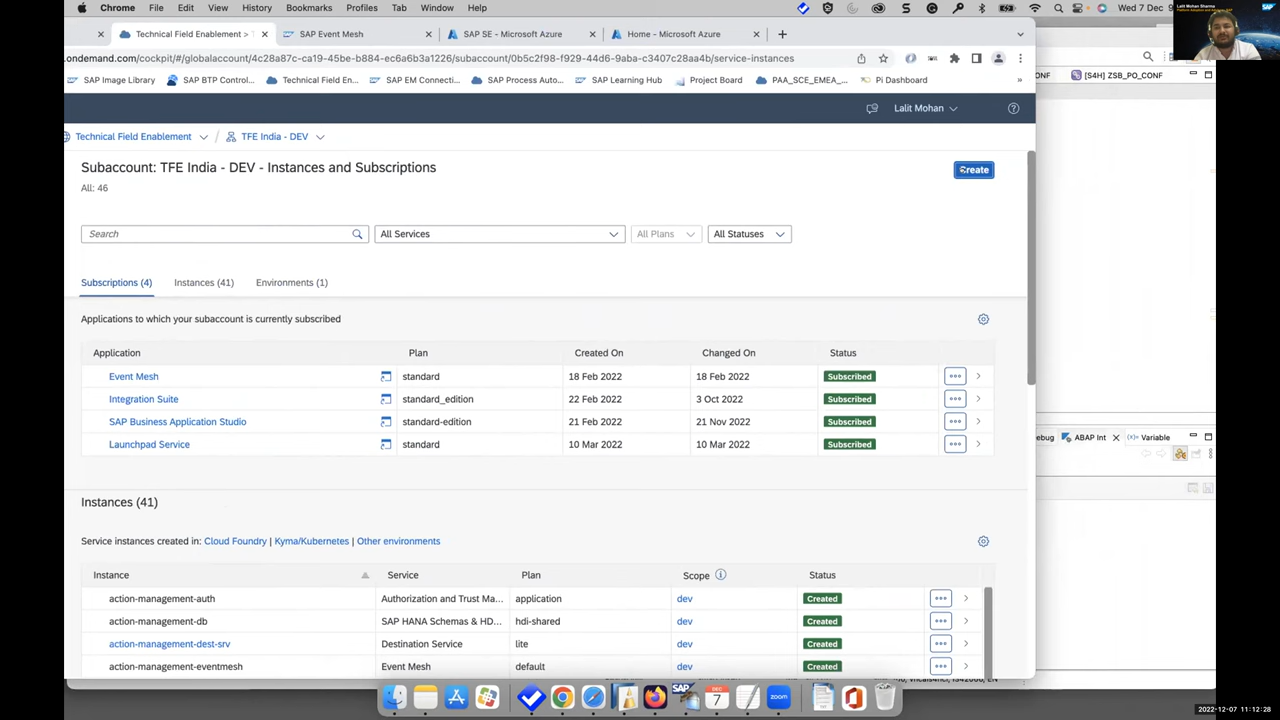 Chrome File Edit View History Bookmarks Profiles Tab Window Help
Wed 7 Dec
Lalit Mohan Sharma
SAP
Technical Field Enablement >
SAP Event Mesh
SAP SE - Microsoft Azure
Home - Microsoft Azure
.ondemand.com/cockpit/#/globalaccount/4c28a87c-ca19-45be-b884-ec6a6b3a1226/subaccount/0b5c2f98-f929-44d6-9aba-c3407c28aa4b/service-instances
SAP Image Library
SAP BTP Control...
Technical Field En...
SAP EM Connecti...
SAP Process Auto...
SAP Learning Hub
Project Board
PAA_SCE_EMEA_...
Pi Dashboard
ONF
[S4H] ZSB_PO_CONF
Lalit Mohan
Technical Field Enablement / TFE India - DEV
Subaccount: TFE India - DEV - Instances and Subscriptions
Create
All: 46
Search
All Services
All Plans
All Statuses
Subscriptions (4) Instances (41) Environments (1)
Applications to which your subaccount is currently subscribed
Application Plan Created On Changed On Status
Event Mesh standard 18 Feb 2022 18 Feb 2022 Subscribed
Integration Suite standard_edition 22 Feb 2022 3 Oct 2022 Subscribed
SAP Business Application Studio standard-edition 21 Feb 2022 21 Nov 2022 Subscribed
Launchpad Service standard 10 Mar 2022 10 Mar 2022 Subscribed
ebug ABAP Int (x)= Variable
Instances (41)
Service instances created in: Cloud Foundry | Kyma/Kubernetes | Other environments
Instance Service Plan Scope Status
action-management-auth Authorization and Trust Ma... application dev Created
action-management-db SAP HANA Schemas & HD... hdi-shared dev Created
action-management-dest-srv Destination Service lite dev Created
action-management-eventmesh Event Mesh default dev Created
DEC
7
SAP
zoom
2022-12-07 11:12:28